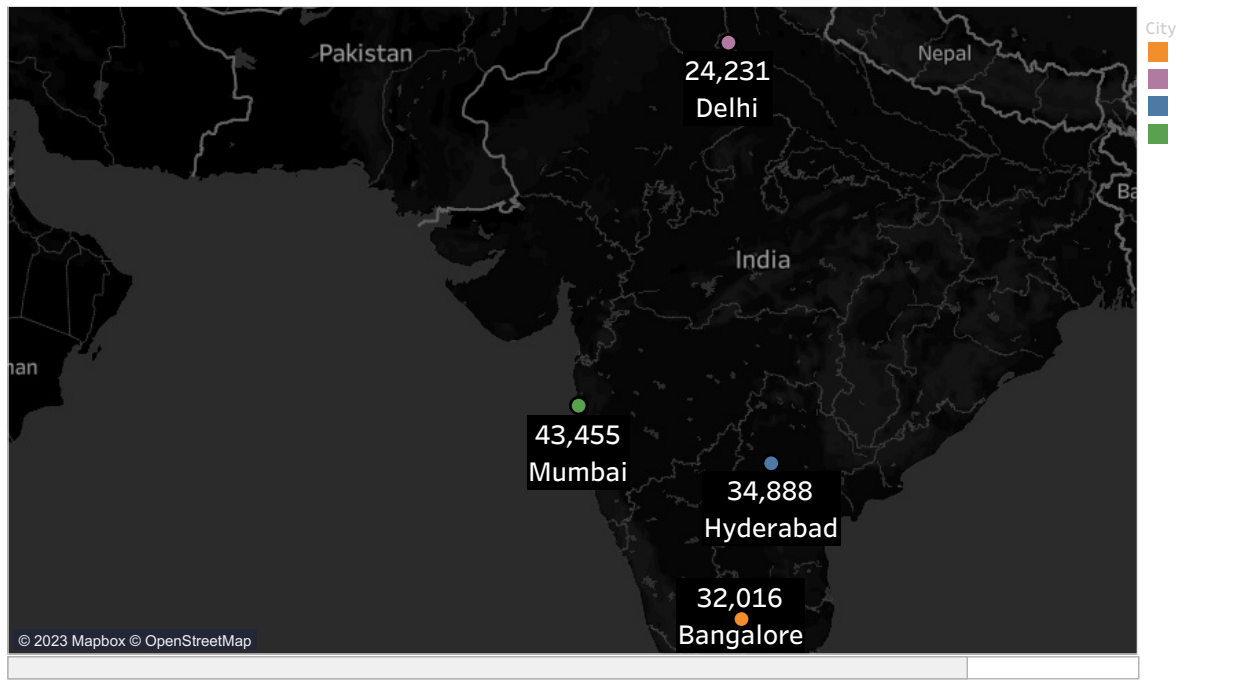 City
Pakistan
Nepal
24,231
Delhi
Ba
India
nan
43,455
Mumbai
34,888
Hyderabad
32,016
Bangalore
© 2023 Mapbox © OpenStreetMap